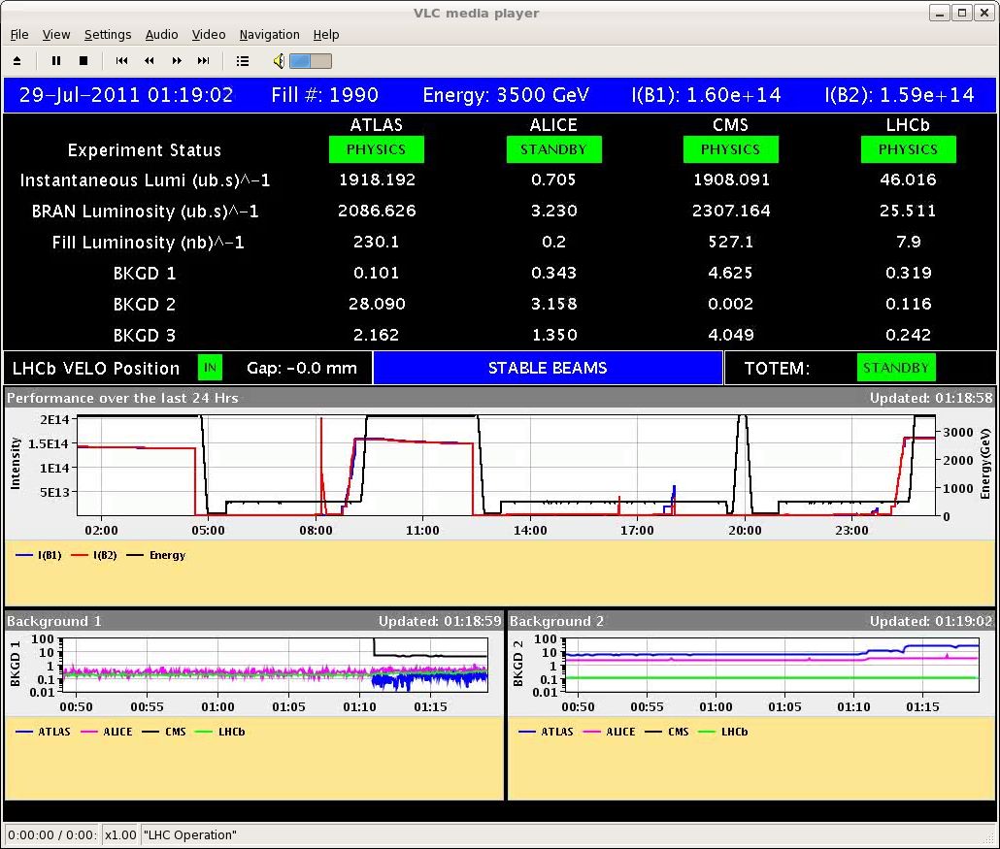 VLC media player
File View Settings Audio Video Navigation Help
29-Jul-2011 01:19:02 Fill #: 1990 Energy: 3500 GeV I(B1): 1.60e+14 I(B2): 1.59e+14
ATLAS ALICE CMS LHCb
Experiment Status PHYSICS STANDBY PHYSICS PHYSICS
Instantaneous Lumi (ub.s)^-1 1918.192 0.705 1908.091 46.016
BRAN Luminosity (ub.s)^-1 2086.626 3.230 2307.164 25.511
Fill Luminosity (nb)^-1 230.1 0.2 527.1 7.9
BKGD 1 0.101 0.343 4.625 0.319
BKGD 2 28.090 3.158 0.002 0.116
BKGD 3 2.162 1.350 4.049 0.242
LHCb VELO Position IN Gap: -0.0 mm STABLE BEAMS TOTEM: STANDBY
Performance over the last 24 Hrs Updated: 01:18:58
Intensity
2E14
1.5E14
1E14
5E13
3000
2000
1000
0
Energy(GeV)
02:00 05:00 08:00 11:00 14:00 17:00 20:00 23:00
I(B1) I(B2) Energy
Background 1 Updated: 01:18:59
BKGD 1
100
10
1
0.1
0.01
00:50 00:55 01:00 01:05 01:10 01:15
ATLAS ALICE CMS LHCb
Background 2 Updated: 01:19:02
BKGD 2
100
10
1
0.1
0.01
00:50 00:55 01:00 01:05 01:10 01:15
ATLAS ALICE CMS LHCb
0:00:00 / 0:00: x1.00 "LHC Operation"